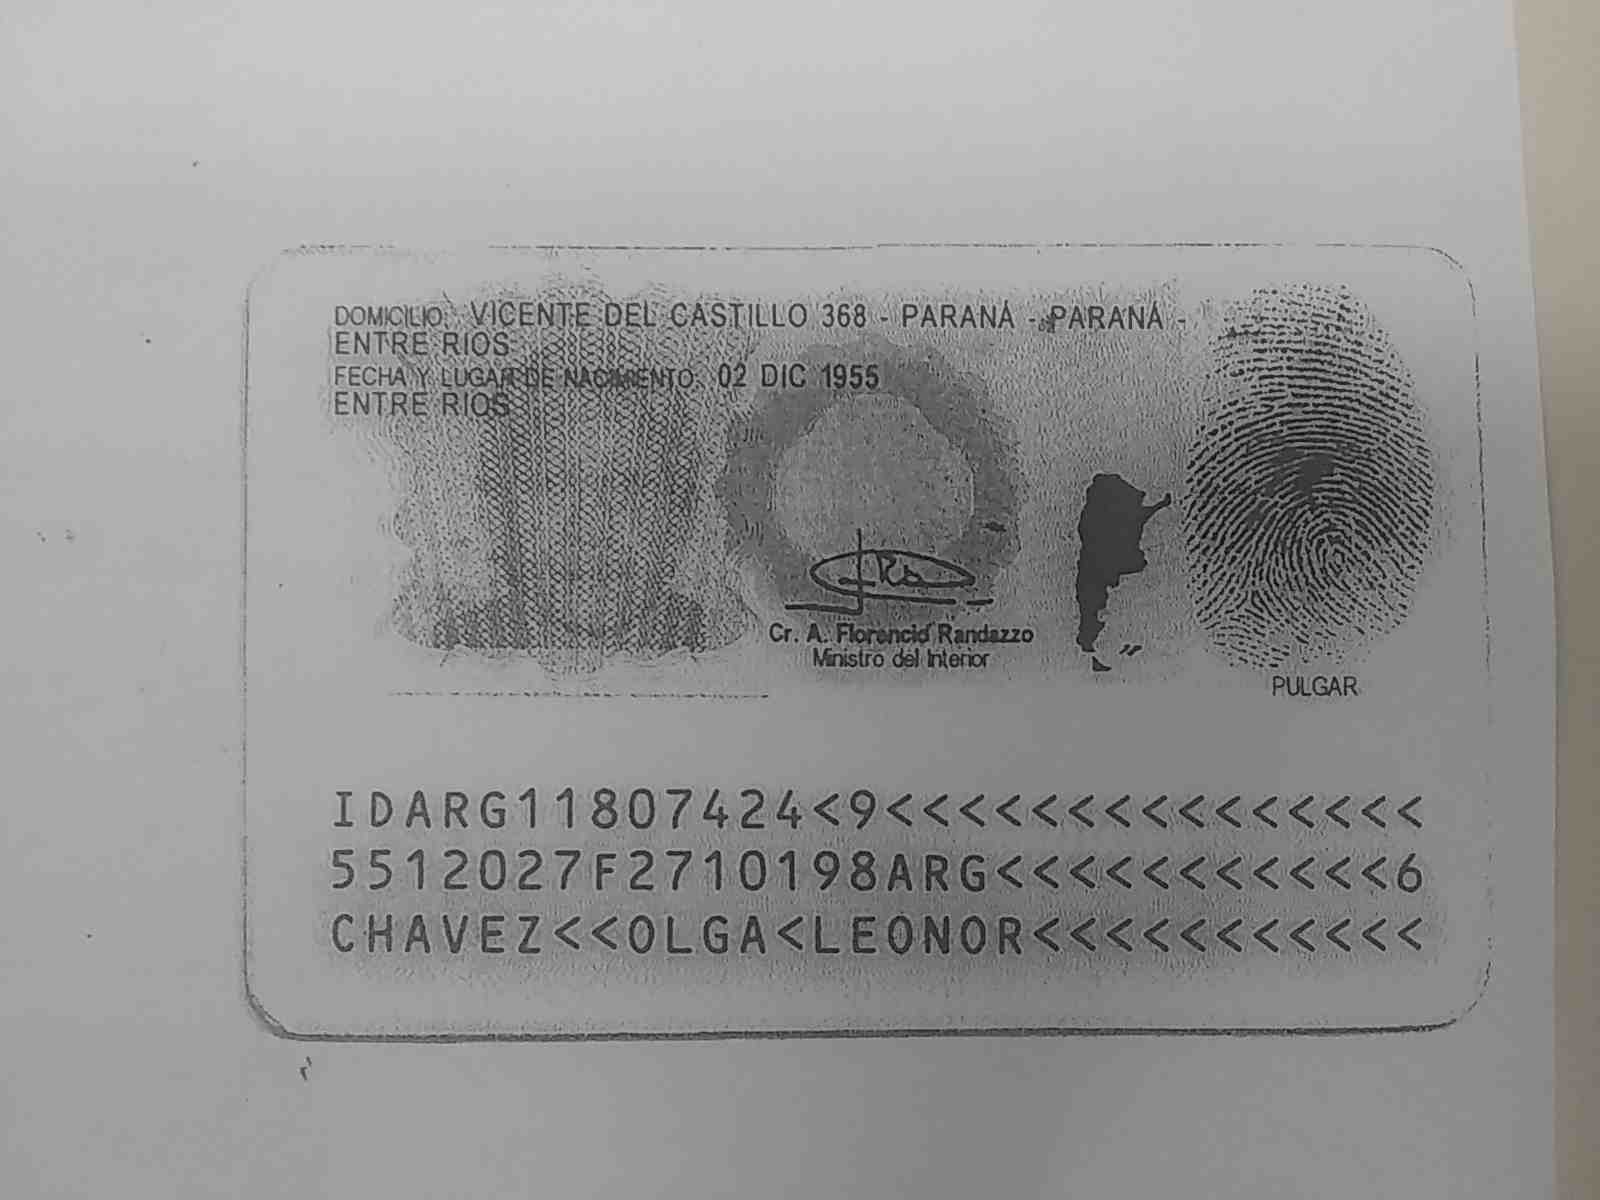 DOMICILIO: VICENTE DEL CASTILLO 368 - PARANÁ - PARANÁ -
ENTRE RIOS
FECHA Y LUGAR DE NACIMIENTO: 02 DIC 1955
ENTRE RIOS
Cr. A. Florencio Randazzo
Ministro del Interior
PULGAR
IDARG11807424<9<<<<<<<<<<<<<<<
5512027F2710198ARG<<<<<<<<<<<6
CHAVEZ<<OLGA<LEONOR<<<<<<<<<<<